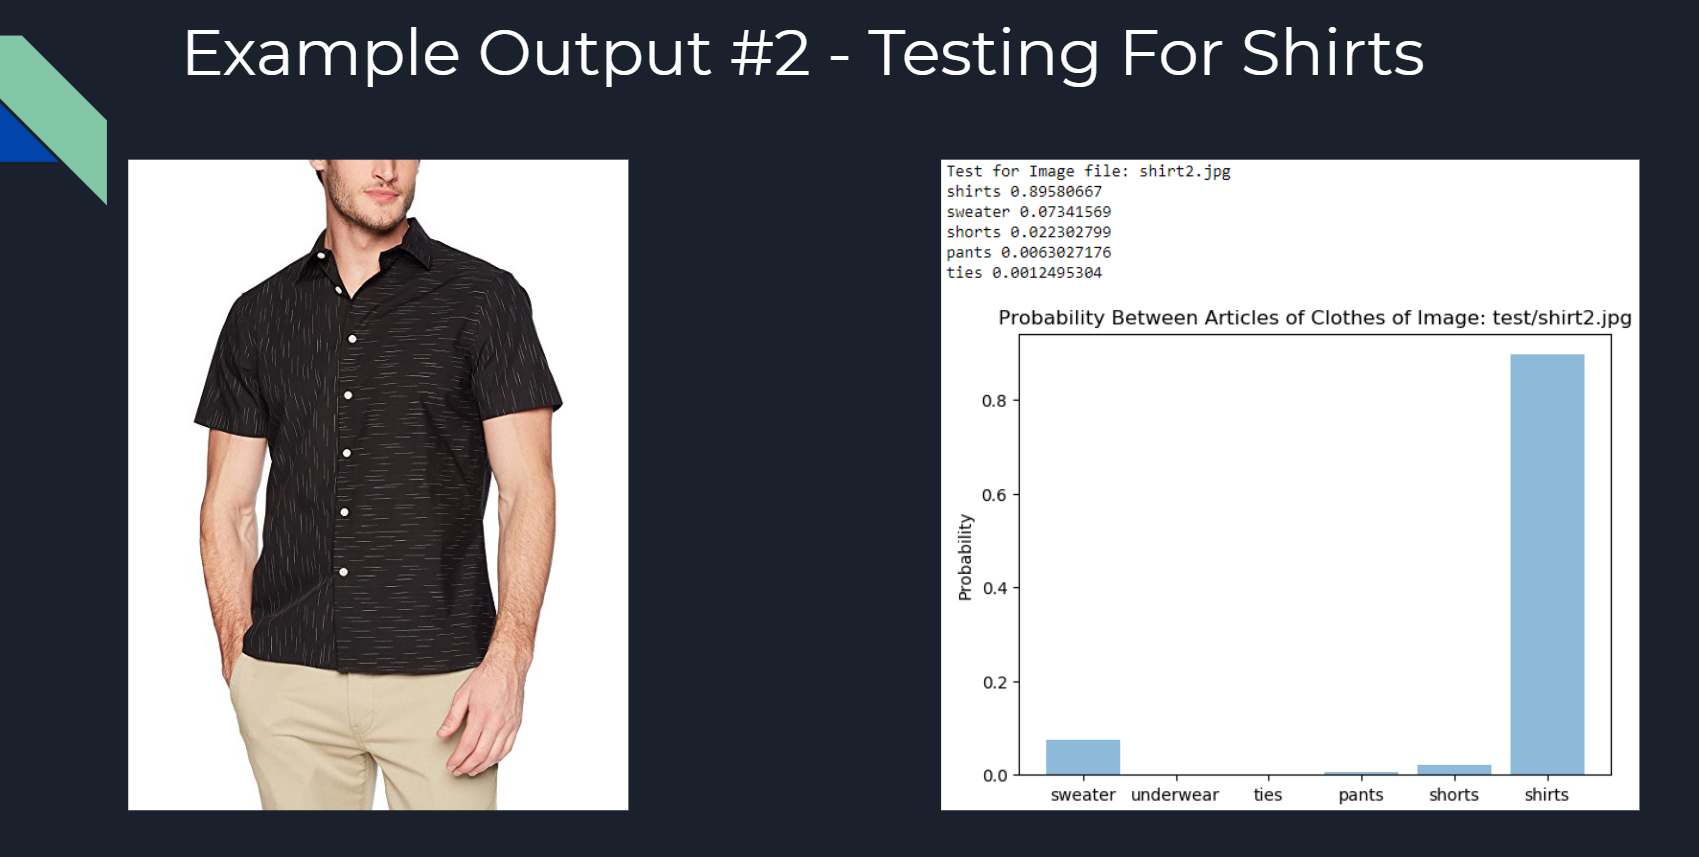 Example Output #2 - Testing For Shirts
Test for Image file: shirt2.jpg
shirts 0.89580667
sweater 0.07341569
shorts 0.022302799
pants 0.0063027176
ties 0.0012495304
Probability Between Articles of Clothes of Image: test/shirt2.jpg
Probability
0.8
0.6
0.4
0.2
0.0
sweater underwear ties pants shorts shirts